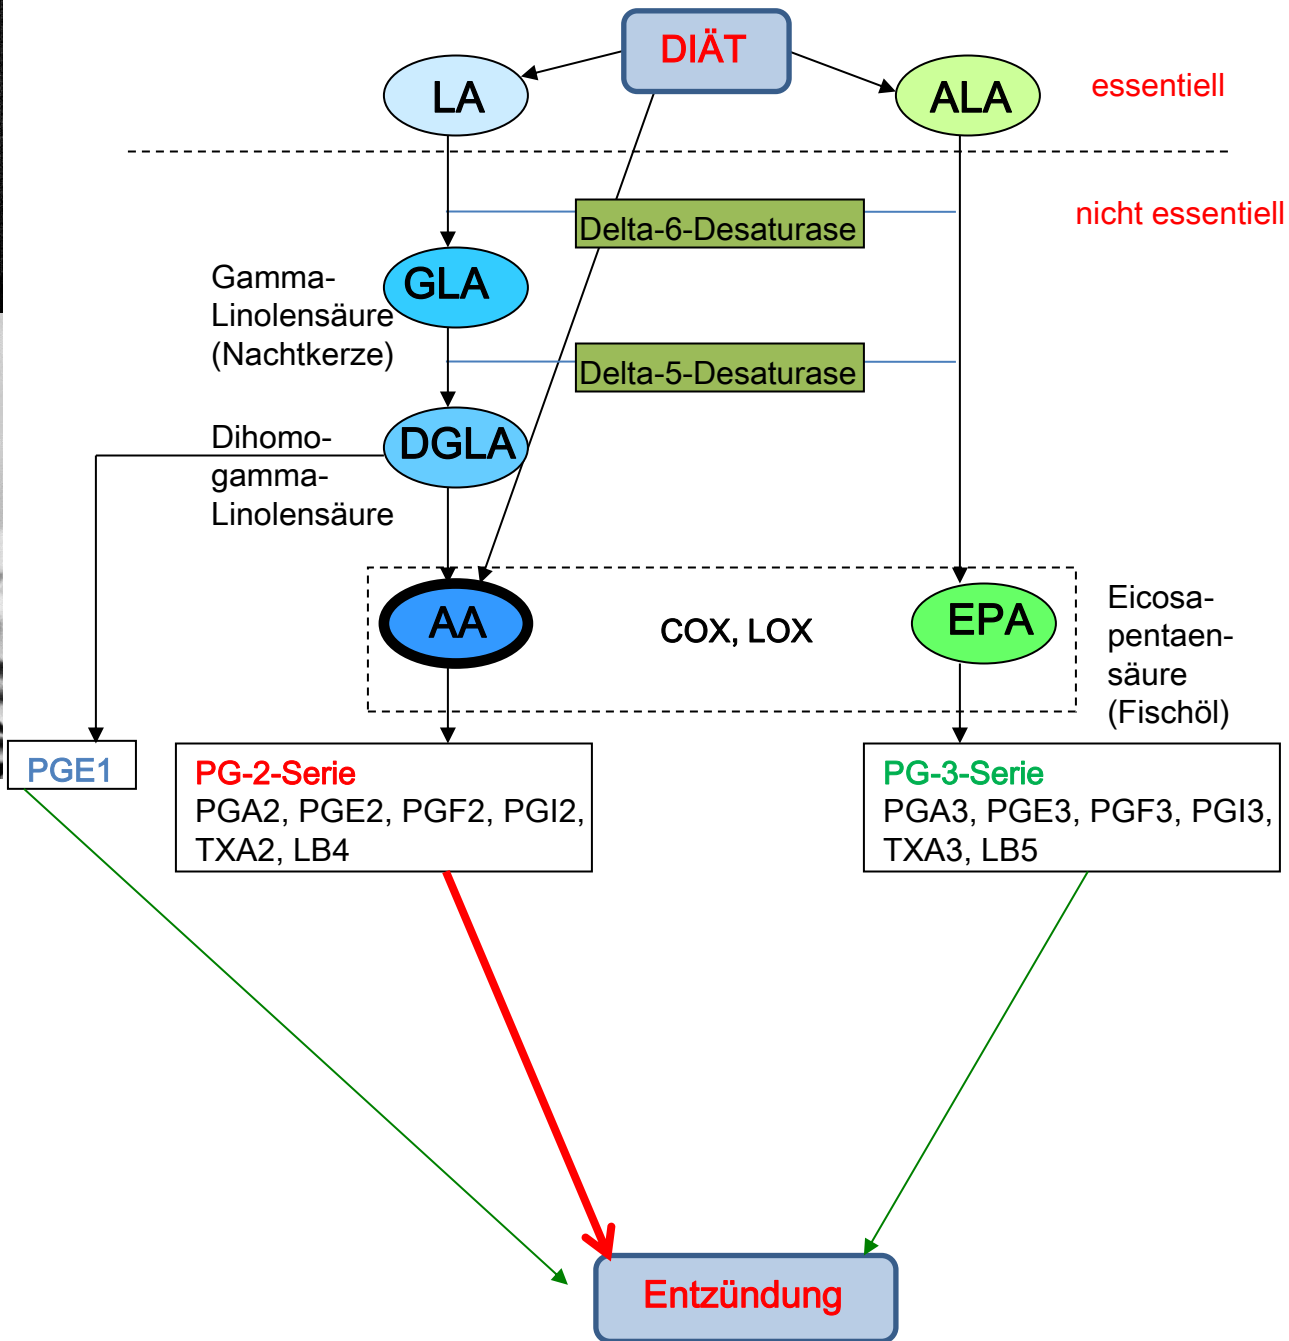 DIÄT
LA
ALA
essentiell
nicht essentiell
Delta-6-Desaturase
Gamma-
Linolensäure
(Nachtkerze)
GLA
Delta-5-Desaturase
Dihomo-
gamma-
Linolensäure
DGLA
AA
COX, LOX
EPA
Eicosa-
pentaen-
säure
(Fischöl)
PGE1
PG-2-Serie
PGA2, PGE2, PGF2, PGI2,
TXA2, LB4
PG-3-Serie
PGA3, PGE3, PGF3, PGI3,
TXA3, LB5
Entzündung